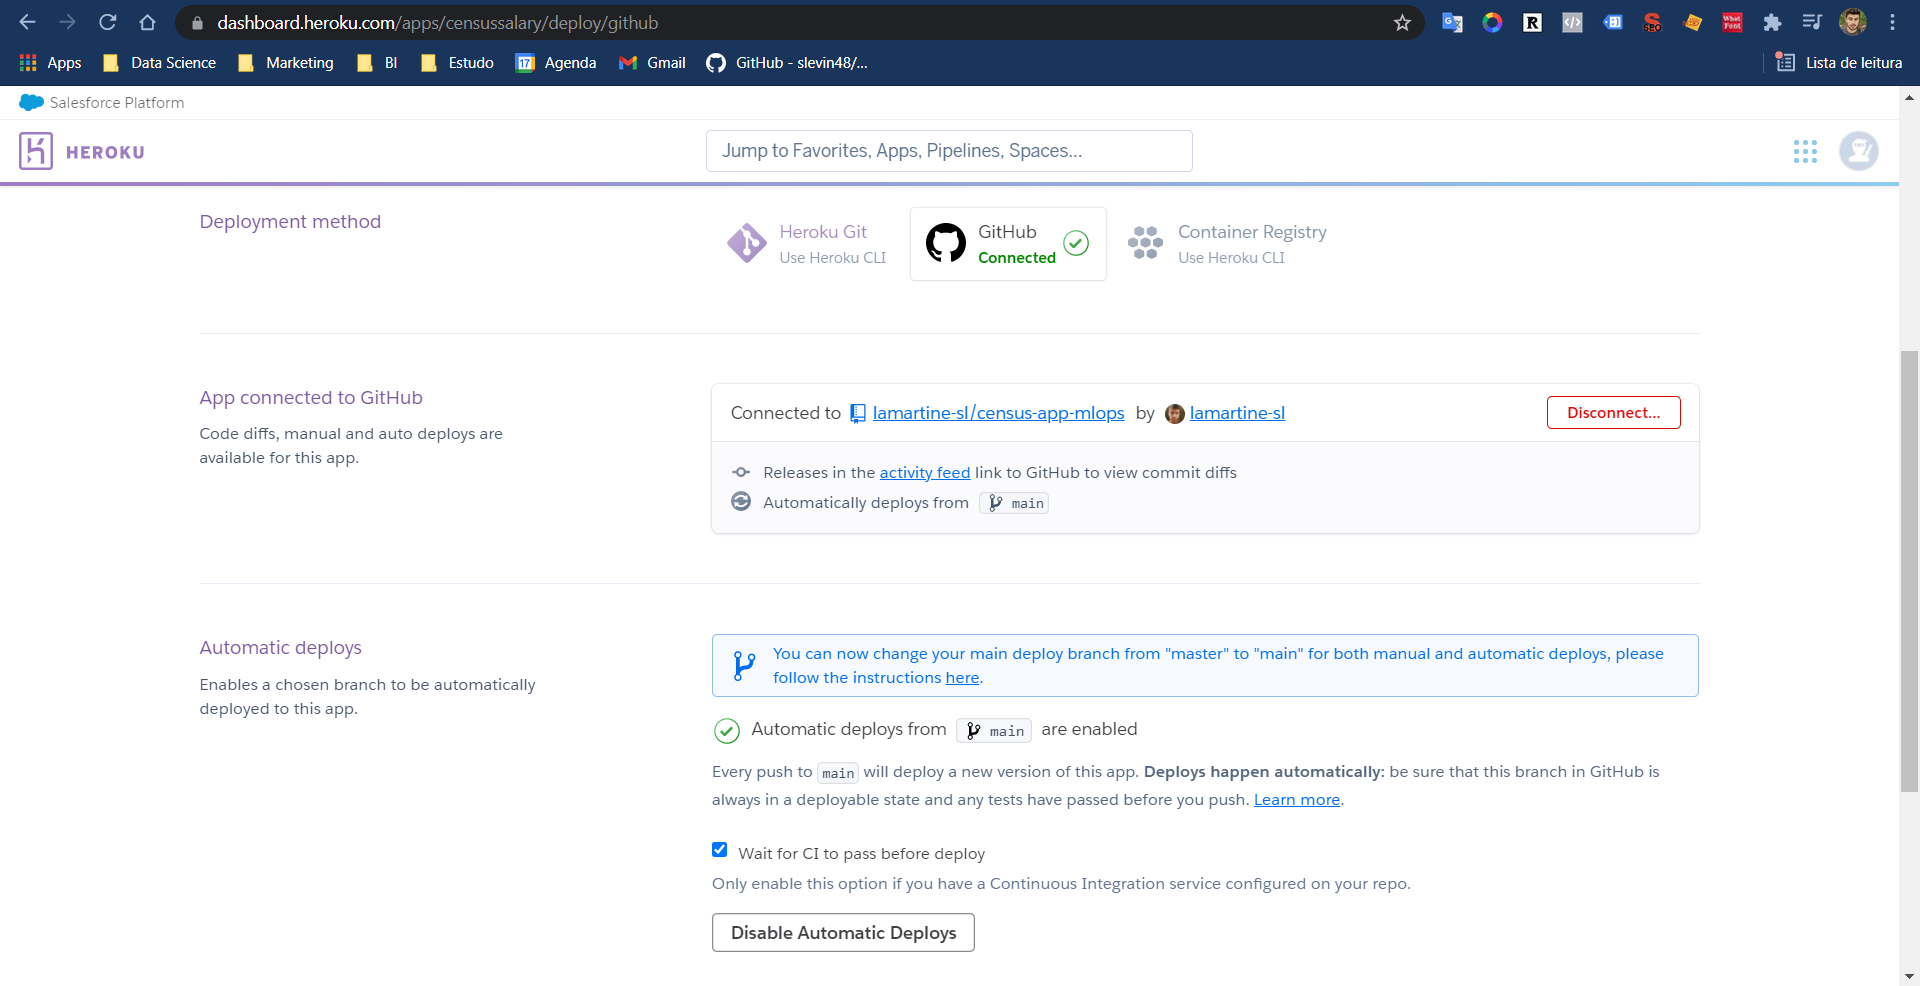 dashboard.heroku.com/apps/censussalary/deploy/github
Apps
Data Science
Marketing
BI
Estudo
17
Agenda
Gmail
GitHub - slevin48/...
Lista de leitura
Salesforce Platform
HEROKU
Jump to Favorites, Apps, Pipelines, Spaces...
Deployment method
Heroku Git
Use Heroku CLI
GitHub
Connected
Container Registry
Use Heroku CLI
App connected to GitHub
Code diffs, manual and auto deploys are
available for this app.
Connected to lamartine-sl/census-app-mlops by lamartine-sl
Disconnect...
Releases in the activity feed link to GitHub to view commit diffs
Automatically deploys from main
Automatic deploys
Enables a chosen branch to be automatically
deployed to this app.
You can now change your main deploy branch from "master" to "main" for both manual and automatic deploys, please
follow the instructions here.
Automatic deploys from main are enabled
Every push to main will deploy a new version of this app. Deploys happen automatically: be sure that this branch in GitHub is
always in a deployable state and any tests have passed before you push. Learn more.
Wait for CI to pass before deploy
Only enable this option if you have a Continuous Integration service configured on your repo.
Disable Automatic Deploys